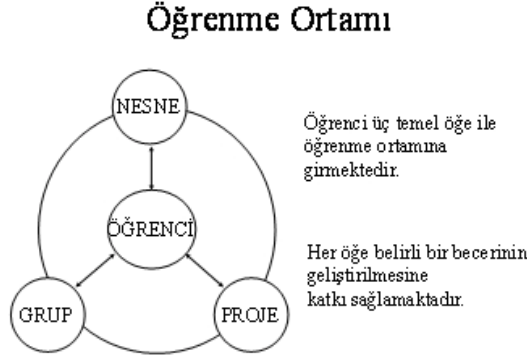 Öğrenme Ortamı
NESNE
Öğrenci üç temel öğe ile
öğrenme ortamına
girmektedir.
ÖĞRENCİ
Her öğe belirli bir becerinin
geliştirilmesine
katkı sağlamaktadır.
GRUP
PROJE